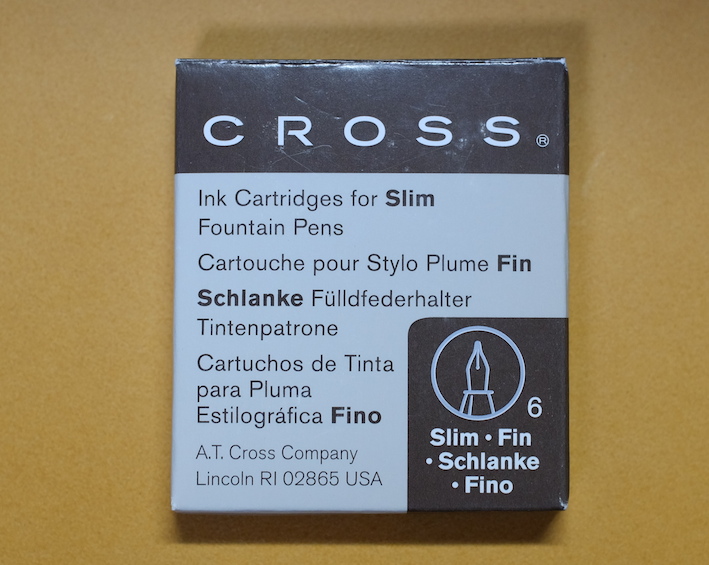 CROSS®
Ink Cartridges for Slim
Fountain Pens
Cartouche pour Stylo Plume Fin
Schlanke Fülldfederhalter
Tintenpatrone
Cartuchos de Tinta
para Pluma
Estilográfica Fino
A.T. Cross Company
Lincoln RI 02865 USA
6
Slim · Fin
· Schlanke
· Fino